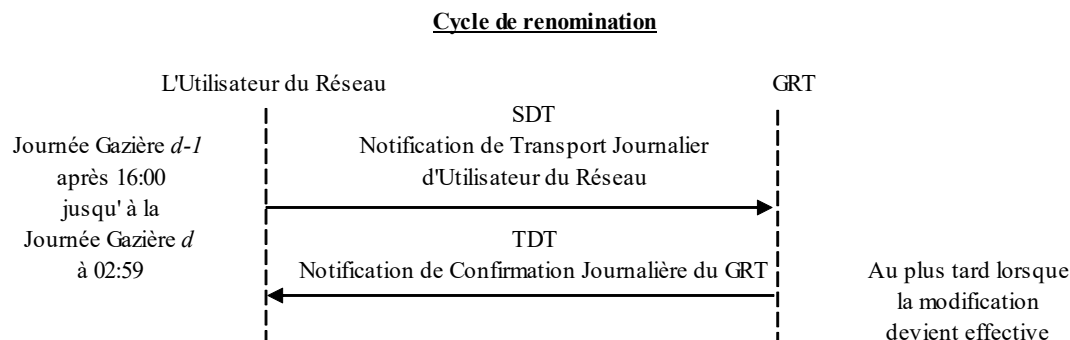 Cycle de renomination
L'Utilisateur du Réseau
GRT
SDT
Journée Gazière d-1
Notification de Transport Journalier
après 16:00
d'Utilisateur du Réseau
jusqu' à la
Journée Gazière d
TDT
à 02:59
Notification de Confirmation Journalière du GRT
Au plus tard lorsque
la modification
devient effective